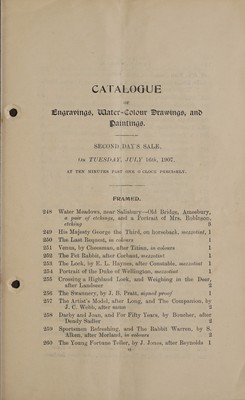 CATALOGUE
OF
Engravings, Water-Colour Drawings, and
Paintings.
SECOND DAY'S SALE.
On TUESDAY, JULY 16th, 1907,
AT TEN MINUTES PAST ONE O'CLOCK PRECISELY.
FRAMED.
248 Water Meadows, near Salisbury—Old Bridge, Amesbury,
a pair of etchings, and a Portrait of Mrs. Robinson,
etching 3
249 His Majesty George the Third, on horseback, mezzotint, 1
250 The Last Request, in colours 1
251 Venus, by Cheesman, after Titian, in colours 1
252 The Pet Rabbit, after Corbaux, mezzotint 1
253 The Lock, by E. L. Haynes, after Constable, mezzotint 1
254 Portrait of the Duke of Wellington, mezzotint 1
255 Crossing a Highland Loch, and Weighing in the Deer,
after Landseer 2
256 The Swannery, by J. B. Pratt, signed proof 1
257 The Artist's Model, after Long, and The Companion, by
J. C. Webb, after same 2
258 Darby and Joan, and For Fifty Years, by Boucher, after
Dendy Sadler 2
259 Sportsmen Refreshing, and The Rabbit Warren, by S.
Alken, after Morland, in colours 2
260 The Young Fortune Teller, by J. Jones, after Reynolds 1